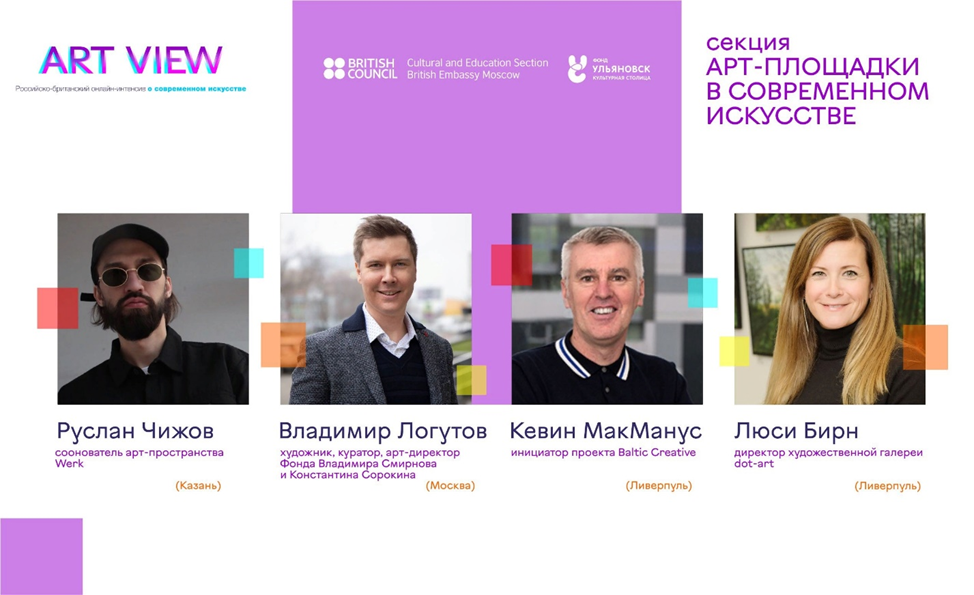 ART VIEW
Российско-британский онлайн-интенсив о современном искусстве
BRITISH
COUNCIL
Cultural and Education Section
British Embassy Moscow
ФОНД
УЛЬЯНОВСК
КУЛЬТУРНАЯ СТОЛИЦА
секция
АРТ-ПЛОЩАДКИ
В СОВРЕМЕННОМ
ИСКУССТВЕ
Руслан Чижов
соонователь арт-пространства
Werk
(Казань)
Владимир Логутов
художник, куратор, арт-директор
Фонда Владимира Смирнова
и Константина Сорокина
(Москва)
Кевин МакМанус
инициатор проекта Baltic Creative
(Ливерпуль)
Люси Бирн
директор художественной галереи
dot-art
(Ливерпуль)